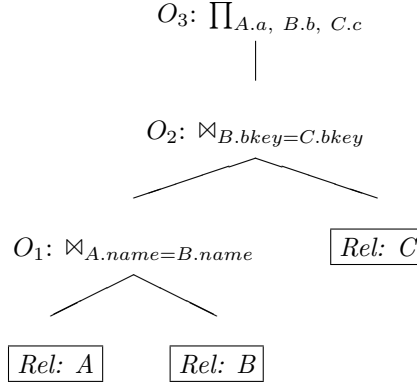 O₃: ∏A.a, B.b, C.c
O₂: ⋈B.bkey=C.bkey
O₁: ⋈A.name=B.name
Rel: C
Rel: A
Rel: B